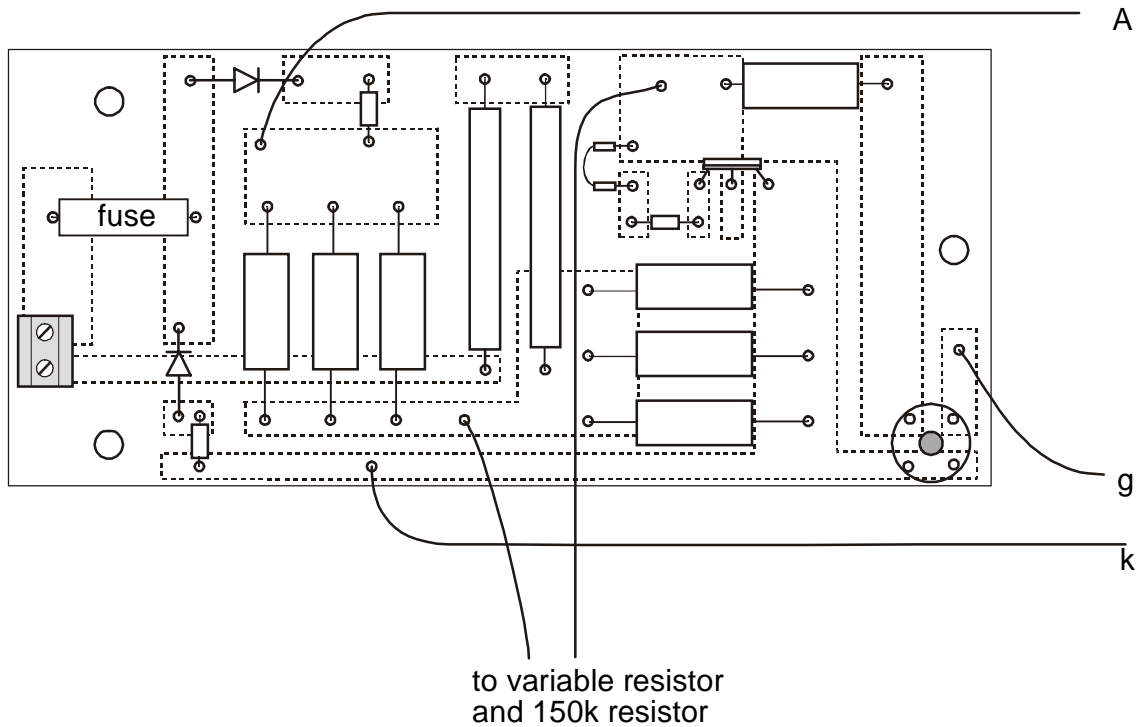 A
fuse
g
k
to variable resistor
and 150k resistor